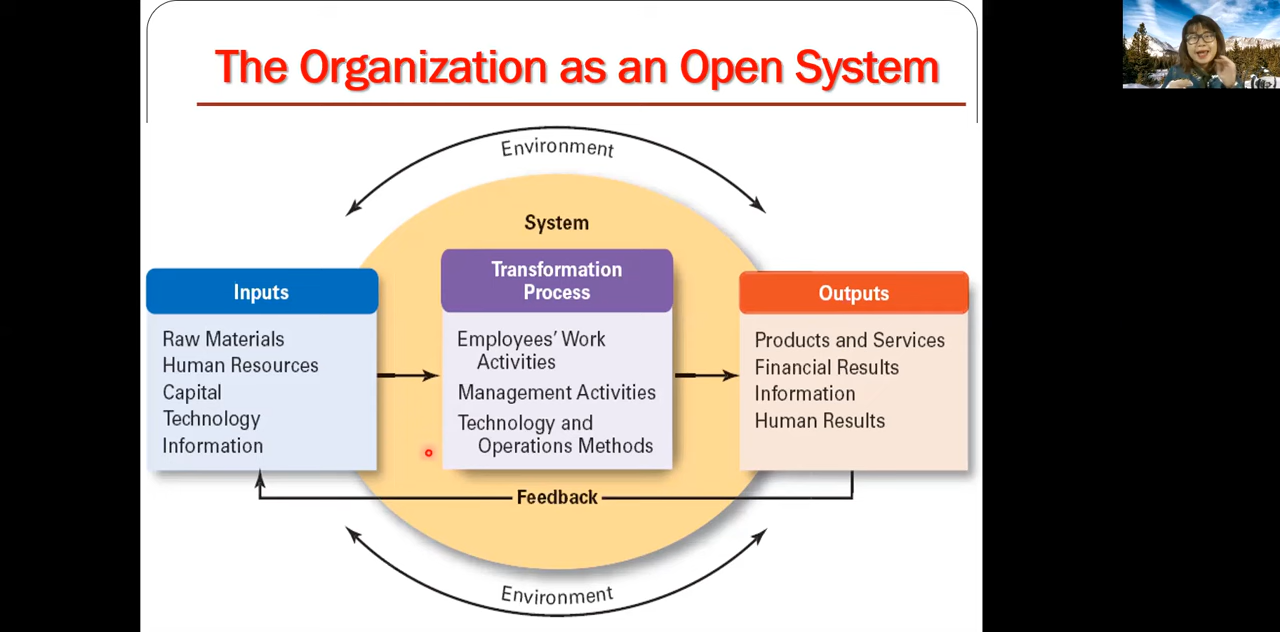 The Organization as an Open System
Environment
System
Inputs
Raw Materials
Human Resources
Capital
Technology
Information
Transformation
Process
Employees’ Work
Activities
Management Activities
Technology and
Operations Methods
Outputs
Products and Services
Financial Results
Information
Human Results
Feedback
Environment